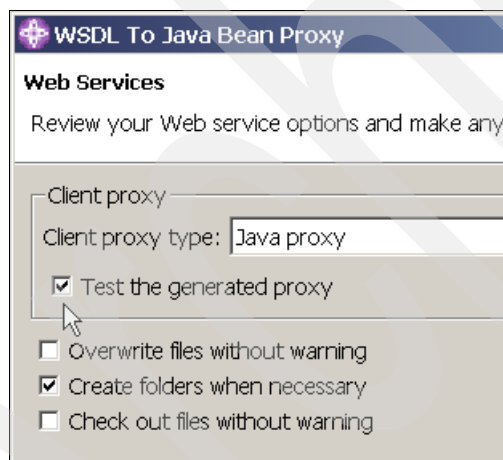 WSDL To Java Bean Proxy
Web Services
Review your Web service options and make any
Client proxy
Client proxy type: Java proxy
Test the generated proxy
Overwrite files without warning
Create folders when necessary
Check out files without warning